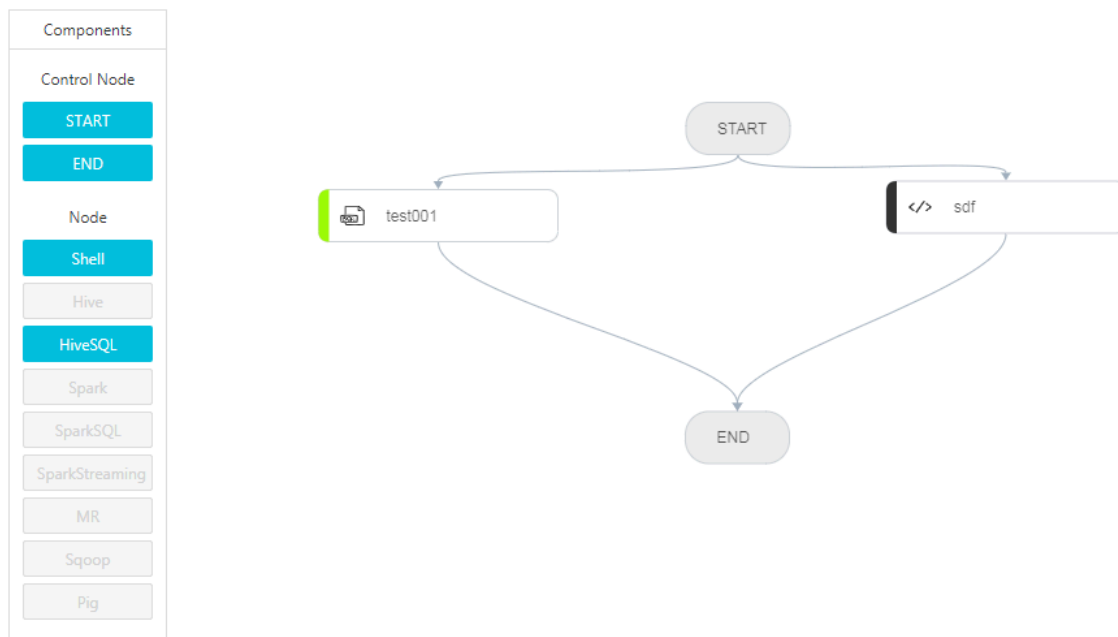 Components
Control Node
START
END
Node
Shell
Hive
HiveSQL
Spark
SparkSQL
SparkStreaming
MR
Sqoop
Pig
START
test001
sdf
END